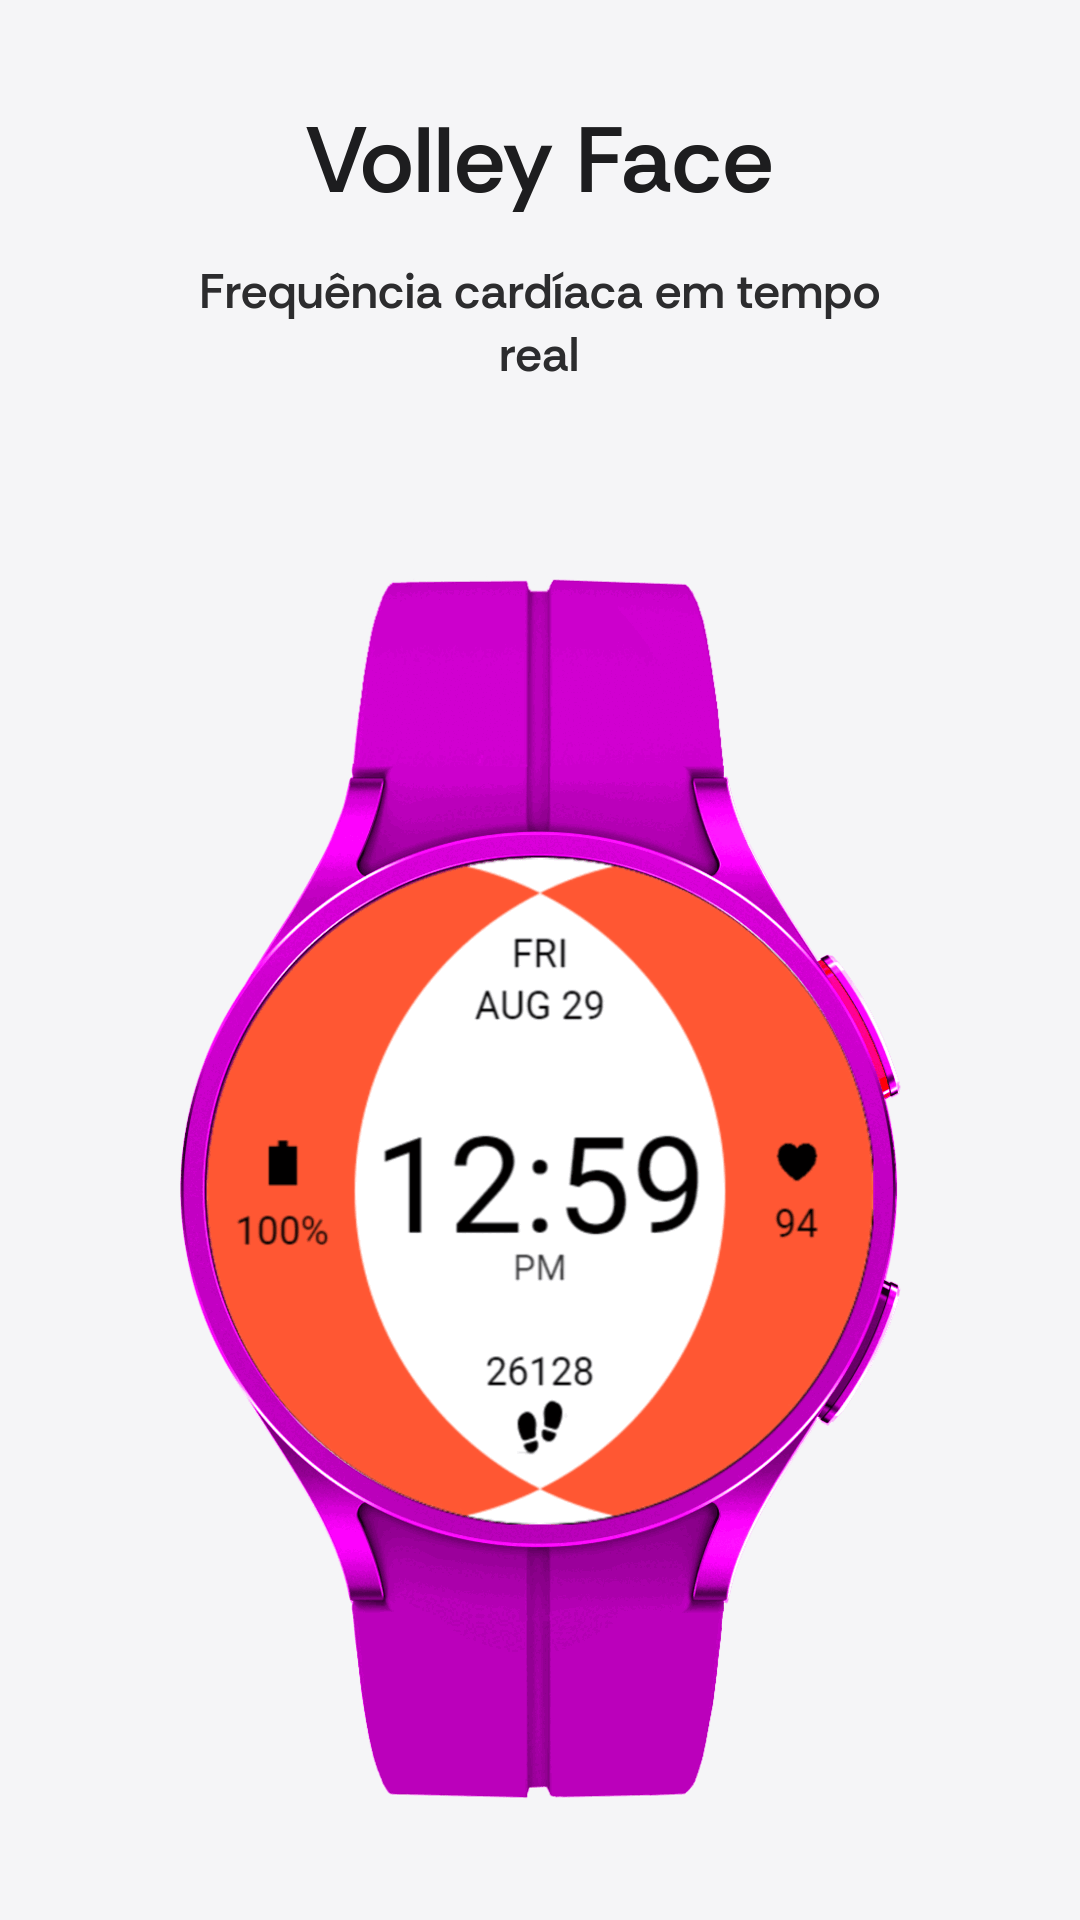 Volley Face
Frequência cardíaca em tempo
real
FRI
AUG 29
12:59
PM
100%
94
26128